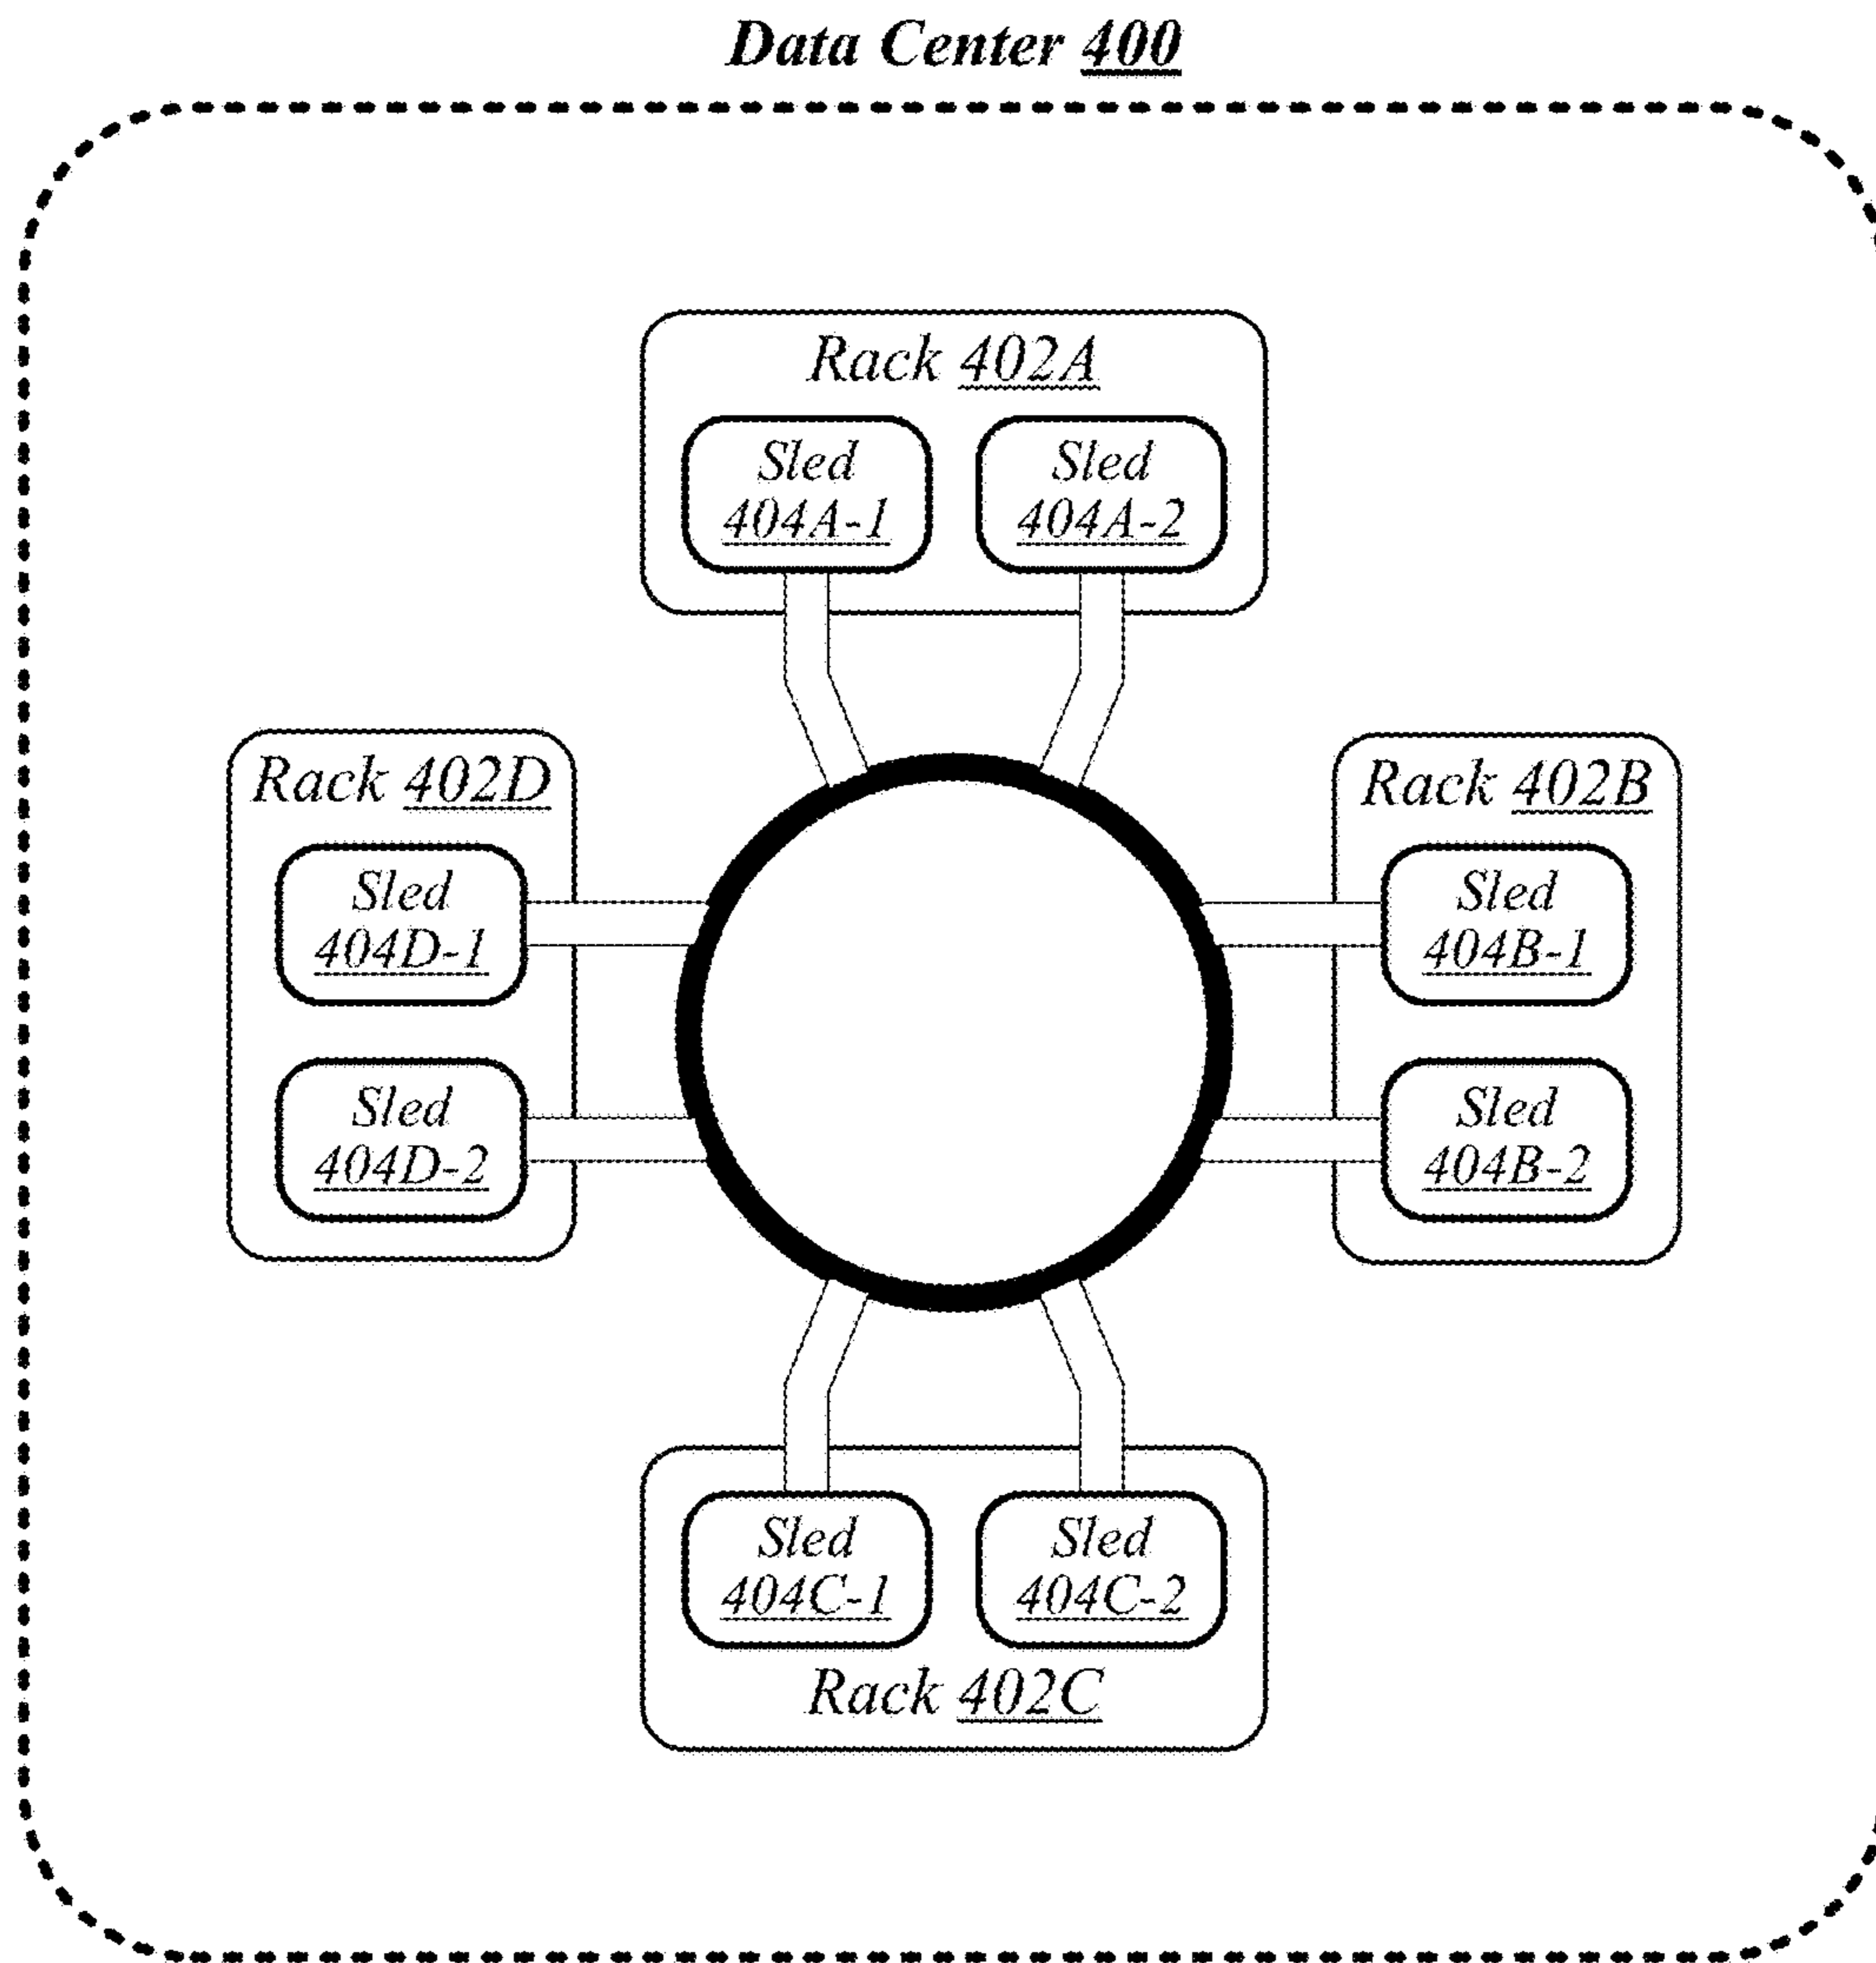 Data Center 400
Rack 402A
Sled
404A-1
Sled
404A-2
Rack 402D
Sled
404D-1
Sled
404D-2
Rack 402B
Sled
404B-1
Sled
404B-2
Sled
404C-1
Sled
404C-2
Rack 402C